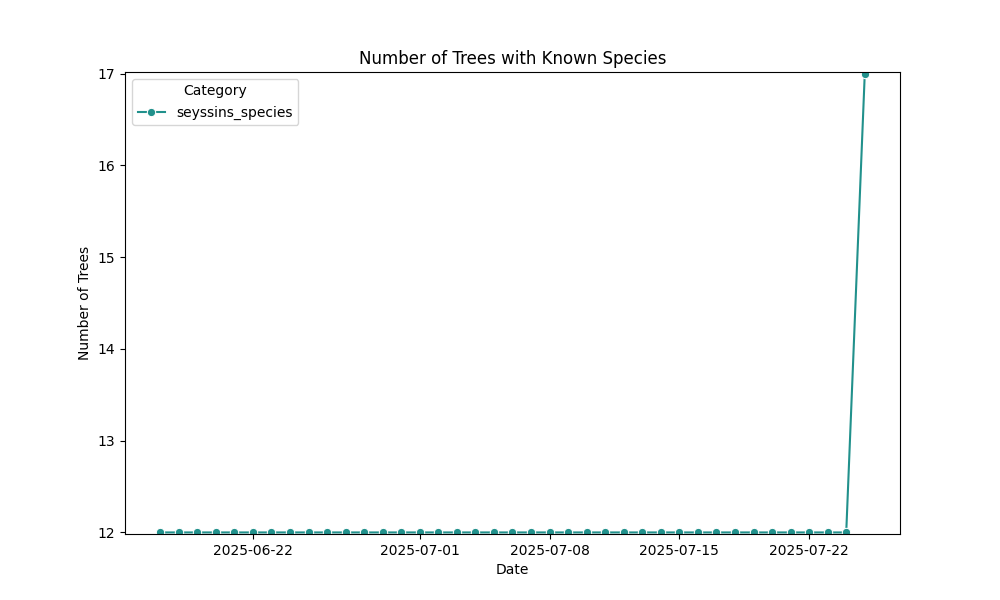 Number of Trees with Known Species
Category
seyssins_species
Number of Trees
17
16
15
14
13
12
2025-06-22
2025-07-01
2025-07-08
2025-07-15
2025-07-22
Date